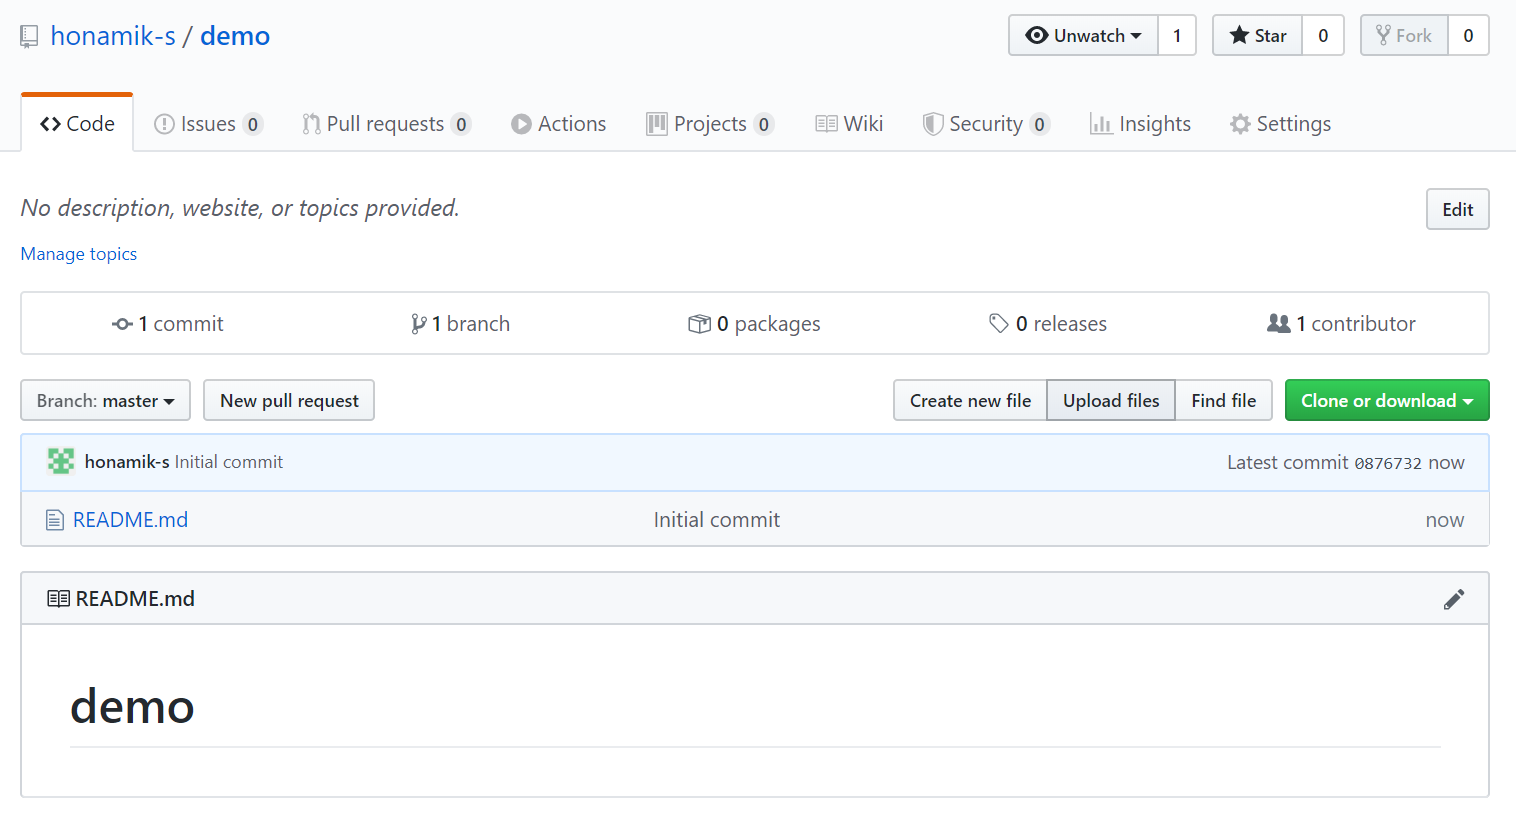 honamik-s / demo
Unwatch 1 Star 0 Fork 0
Code Issues 0 Pull requests 0 Actions Projects 0 Wiki Security 0 Insights Settings
No description, website, or topics provided. Edit
Manage topics
1 commit 1 branch 0 packages 0 releases 1 contributor
Branch: master New pull request Create new file Upload files Find file Clone or download
honamik-s Initial commit Latest commit 0876732 now
README.md Initial commit now
README.md
demo